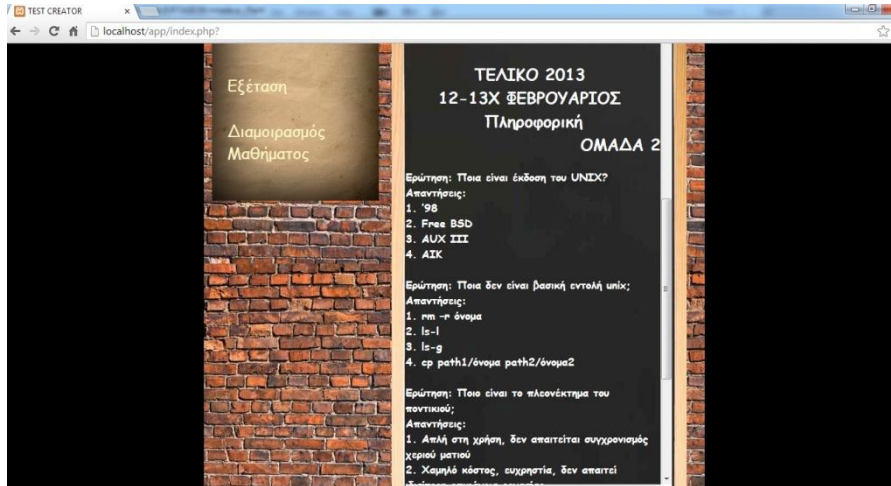 TEST CREATOR
localhost/app/index.php?
Εξέταση
Διαμοιρασμός
Μαθήματος
ΤΕΛΙΚΟ 2013
12-13Χ ΦΕΒΡΟΥΑΡΙΟΣ
Πληροφορική
ΟΜΑΔΑ 2
Ερώτηση: Ποια είναι έκδοση του UNIX?
Απαντήσεις:
1. '98
2. Free BSD
3. AUX III
4. AIK
Ερώτηση: Ποια δεν είναι βασική εντολή unix;
Απαντήσεις:
1. rm -r όνομα
2. ls-l
3. ls-g
4. cp path1/όνομα path2/όνομα2
Ερώτηση: Ποιο είναι το πλεονέκτημα του
ποντικιού;
Απαντήσεις:
1. Απλή στη χρήση, δεν απαιτείται συγχρονισμός
χεριού ματιού
2. Χαμηλό κόστος, ευχρηστία, δεν απαιτεί